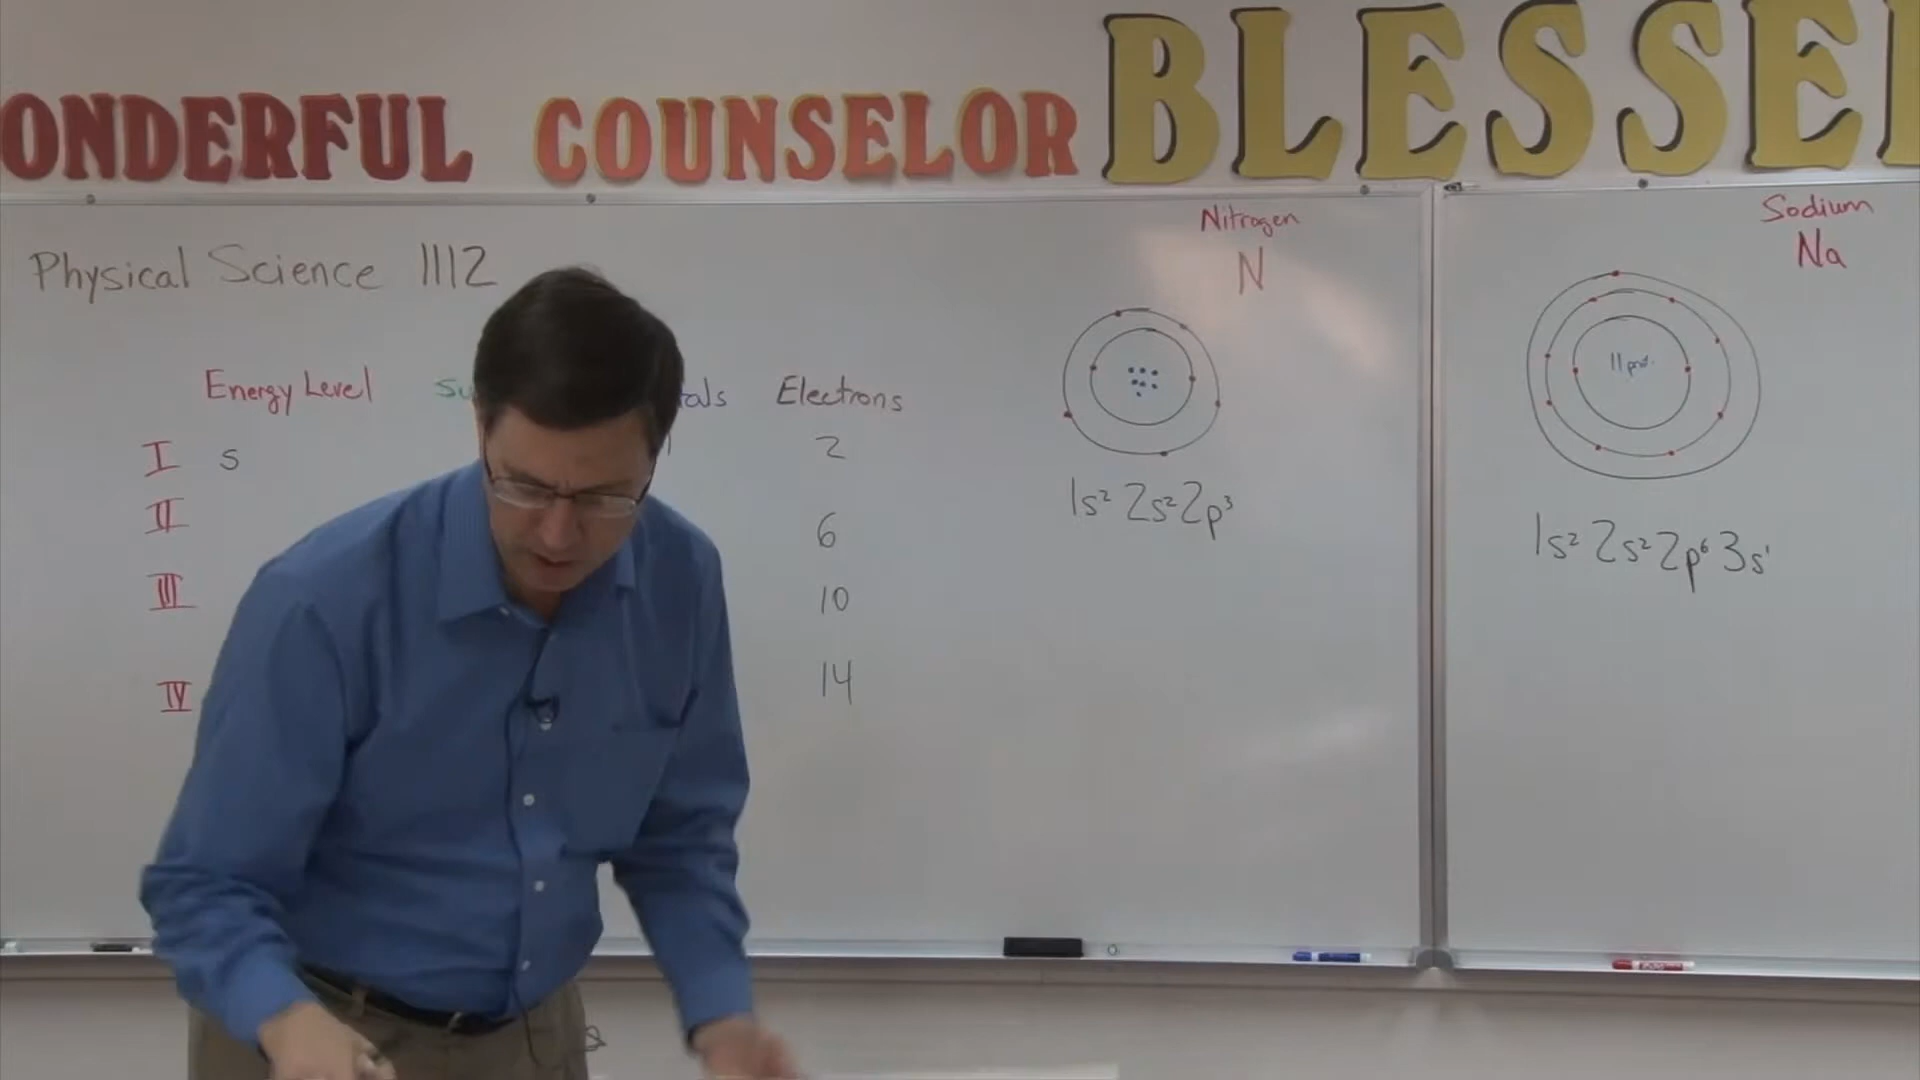 ONDERFUL COUNSELOR BLESSE
Physical Science 1112
Energy Level Electrons
I s 2
II 6
III 10
IV 14
Nitrogen
N
1s² 2s² 2p³
Sodium
Na
11 prot.
1s² 2s² 2p⁶ 3s¹